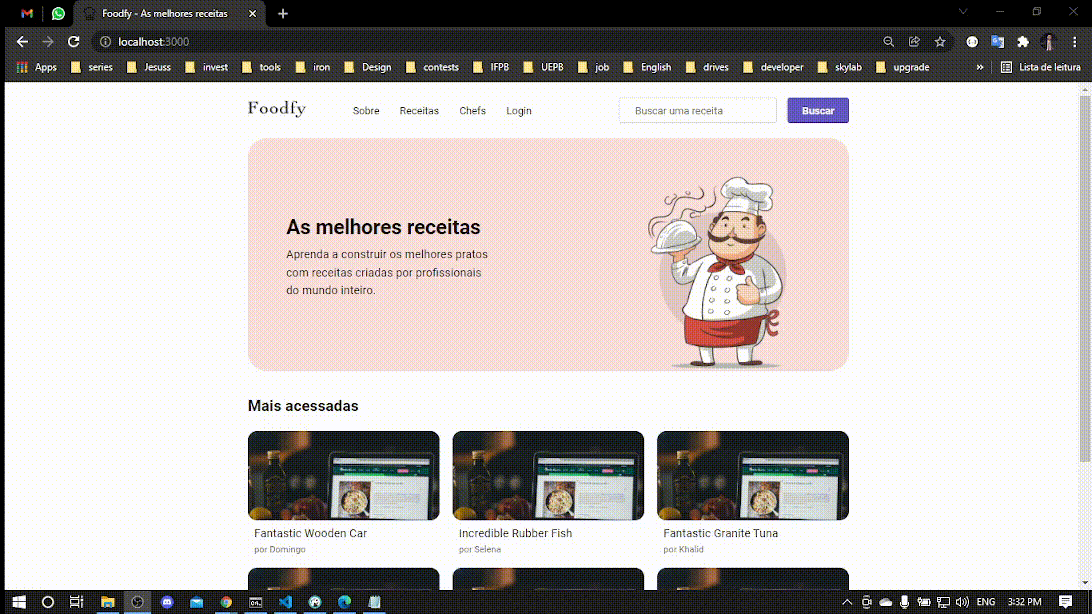 Foodfy - As melhores receitas
localhost:3000
Apps series Jesuss invest tools iron Design contests IFPB UEPB job English drives developer skylab upgrade » Lista de leitura
Foodfy Sobre Receitas Chefs Login Buscar uma receita Buscar
As melhores receitas
Aprenda a construir os melhores pratos
com receitas criadas por profissionais
do mundo inteiro.
Mais acessadas
Fantastic Wooden Car Incredible Rubber Fish Fantastic Granite Tuna
por Domingo por Selena por Khalid
ENG 3:32 PM